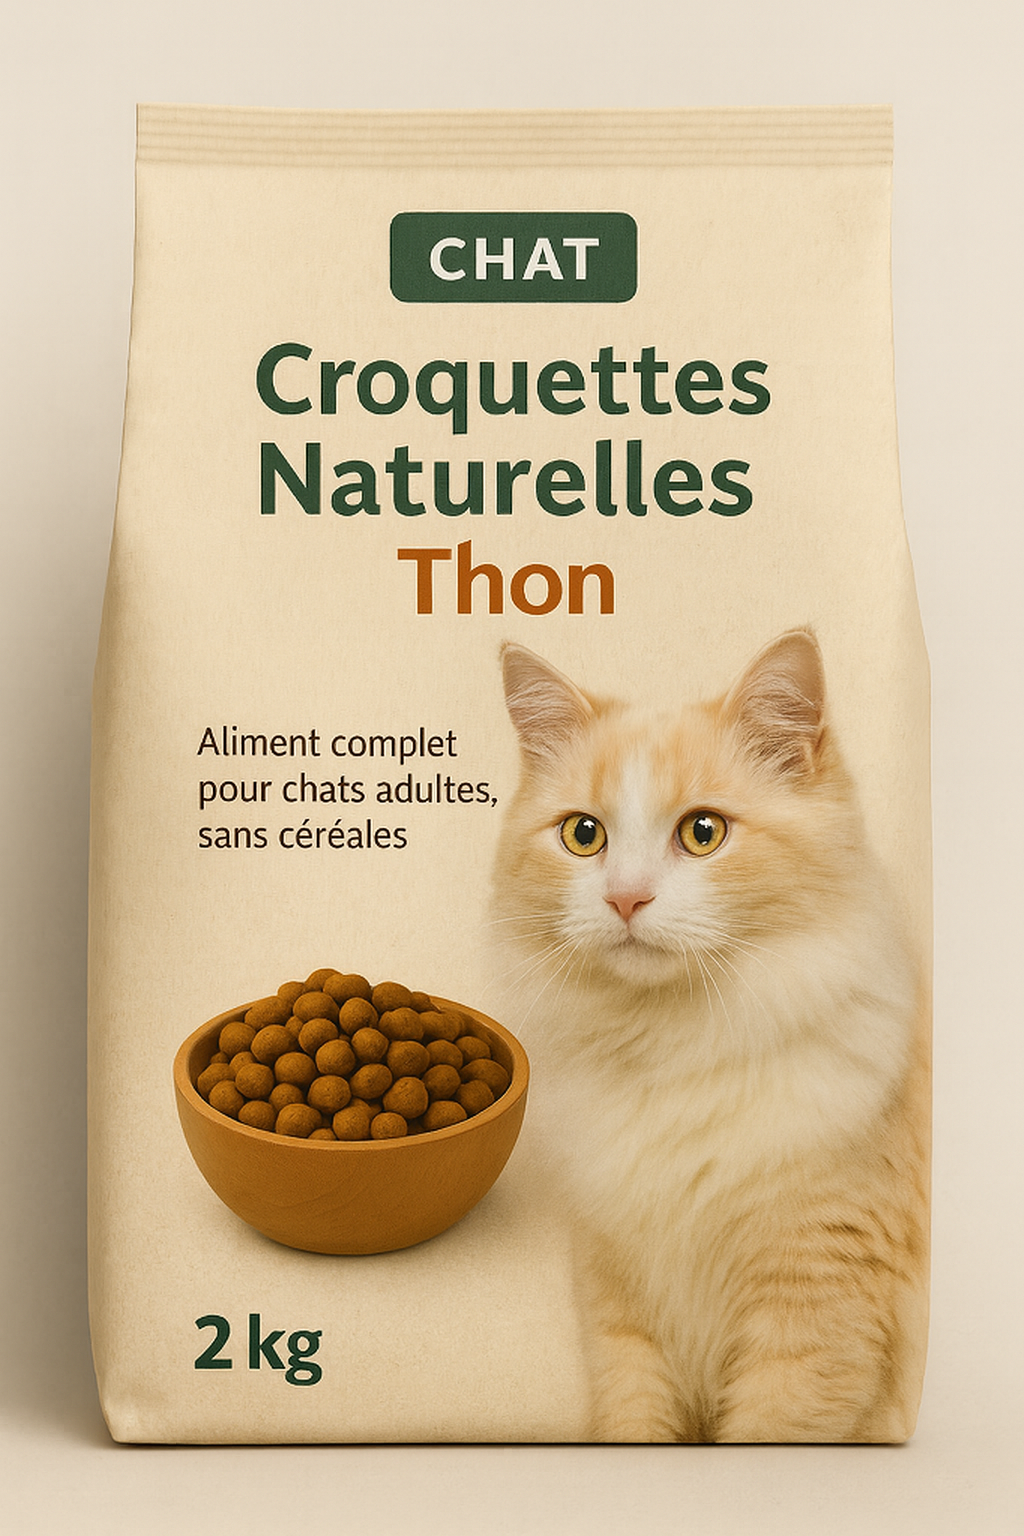 CHAT
Croquettes
Naturelles
Thon
Aliment complet
pour chats adultes,
sans céréales
2 kg